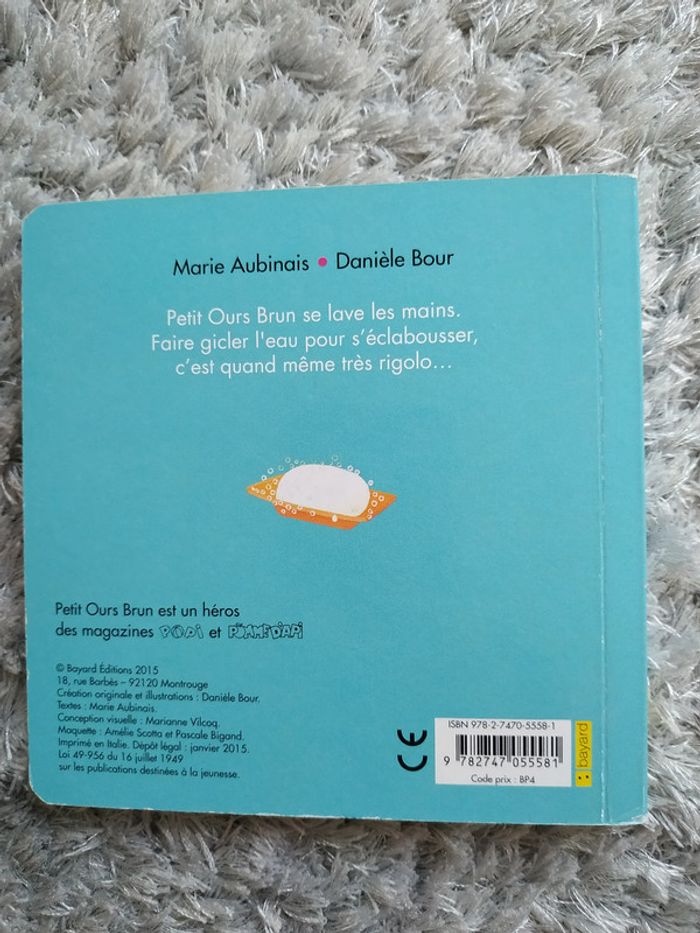 Marie Aubinais • Danièle Bour
Petit Ours Brun se lave les mains.
Faire gicler l'eau pour s'éclabousser,
c'est quand même très rigolo...
Petit Ours Brun est un héros
des magazines POPI et POMME D'API
© Bayard Éditions 2015
18, rue Barbès – 92120 Montrouge
Création originale et illustrations : Danièle Bour.
Textes : Marie Aubinais.
Conception visuelle : Marianne Vilcoq.
Maquette : Amélie Scotta et Pascale Bigand.
Imprimé en Italie. Dépôt légal : janvier 2015.
Loi 49-956 du 16 juillet 1949
sur les publications destinées à la jeunesse.
CE
ISBN 978-2-7470-5558-1
9 782747 055581
Code prix : BP4
bayard